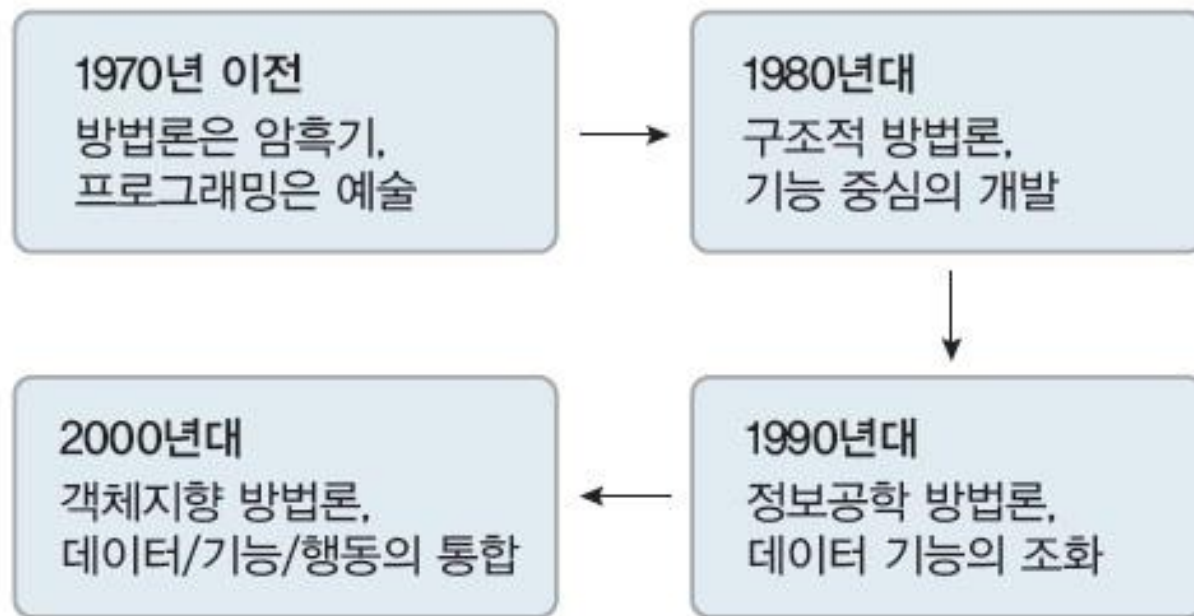 1970년 이전
방법론은 암흑기,
프로그래밍은 예술
1980년대
구조적 방법론,
기능 중심의 개발
1990년대
정보공학 방법론,
데이터 기능의 조화
2000년대
객체지향 방법론,
데이터/기능/행동의 통합